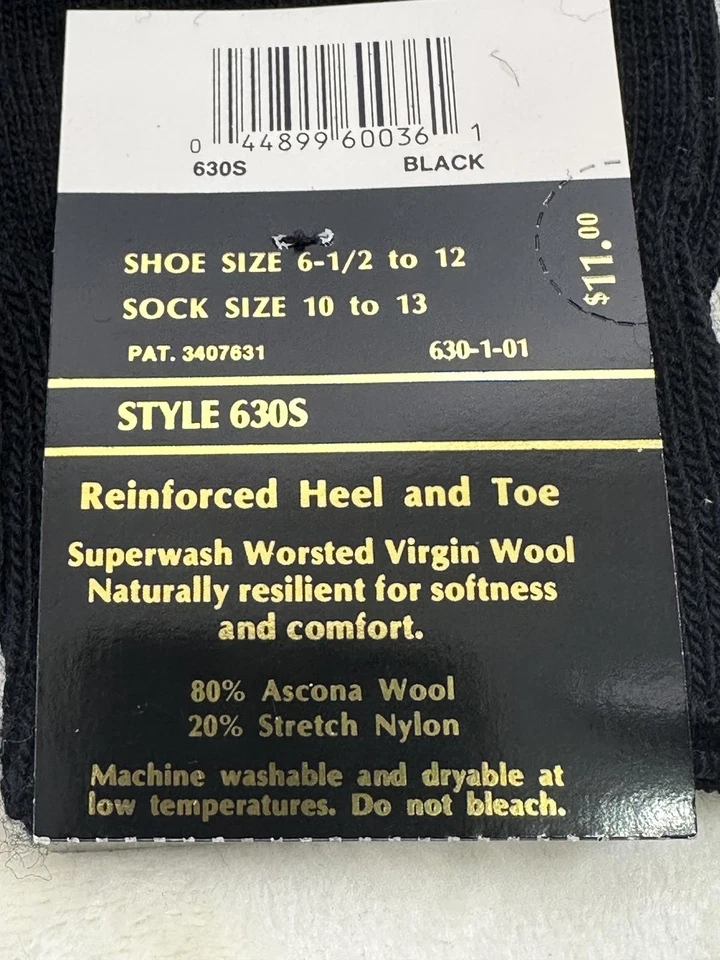 0 44899 60036 1
630S BLACK
$11.00
SHOE SIZE 6-1/2 to 12
SOCK SIZE 10 to 13
PAT. 3407631 630-1-01
STYLE 630S
Reinforced Heel and Toe
Superwash Worsted Virgin Wool
Naturally resilient for softness
and comfort.
80% Ascona Wool
20% Stretch Nylon
Machine washable and dryable at
low temperatures. Do not bleach.